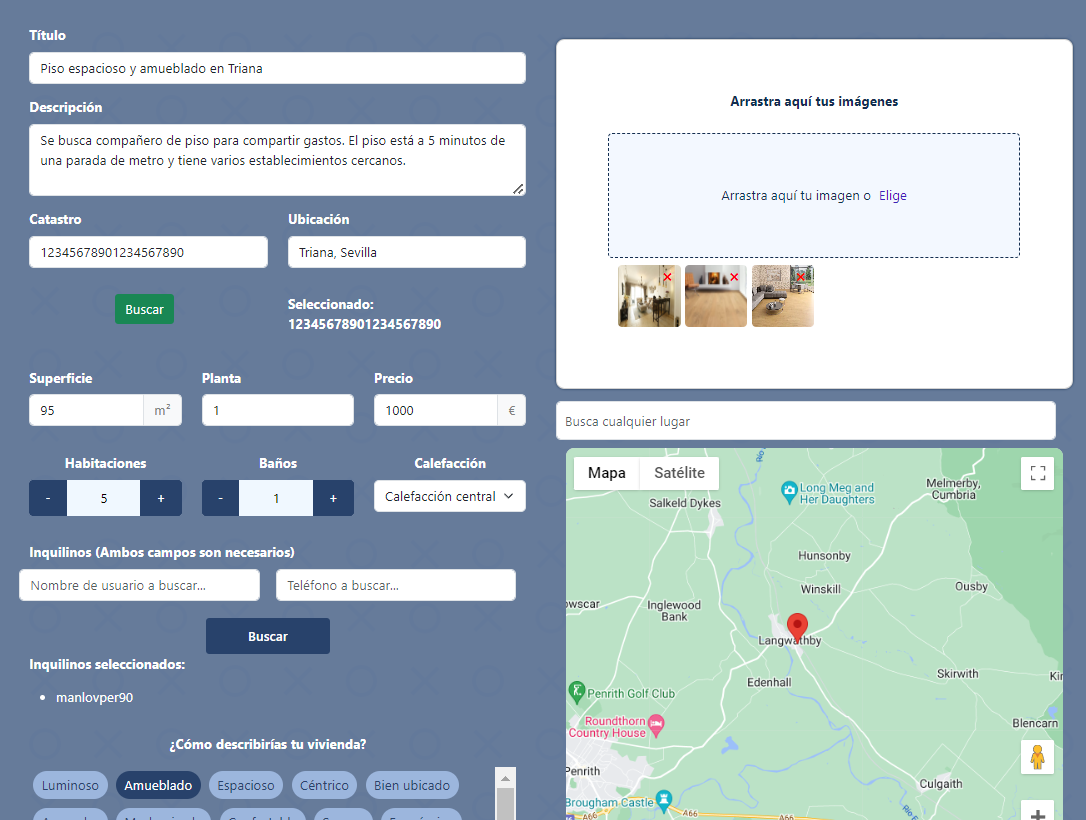 Título
Piso espacioso y amueblado en Triana
Descripción
Se busca compañero de piso para compartir gastos. El piso está a 5 minutos de
una parada de metro y tiene varios establecimientos cercanos.
Catastro
Ubicación
12345678901234567890
Triana, Sevilla
Buscar
Seleccionado:
12345678901234567890
Superficie
Planta
Precio
95
m²
1
1000
€
Habitaciones
Baños
Calefacción
-
5
+
-
1
+
Calefacción central
Inquilinos (Ambos campos son necesarios)
Nombre de usuario a buscar...
Teléfono a buscar...
Buscar
Inquilinos seleccionados:
• manlovper90
¿Cómo describirías tu vivienda?
Luminoso
Amueblado
Espacioso
Céntrico
Bien ubicado
Arrastra aquí tus imágenes
Arrastra aquí tu imagen o Elige
Busca cualquier lugar
Mapa
Satélite
Long Meg and
Her Daughters
Melmerby,
Cumbria
Salkeld Dykes
Hunsonby
Winskill
Ousby
owscar
Inglewood
Bank
Langwathby
Skirwith
Edenhall
Penrith Golf Club
Roundthorn
Country House
Blencarn
Penrith
Culgaith
Brougham Castle
A66
A66